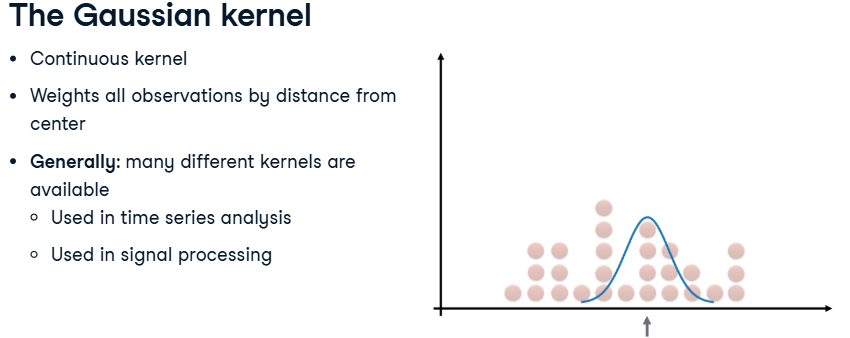 The Gaussian kernel
• Continuous kernel
• Weights all observations by distance from
center
• Generally: many different kernels are
available
◦ Used in time series analysis
◦ Used in signal processing